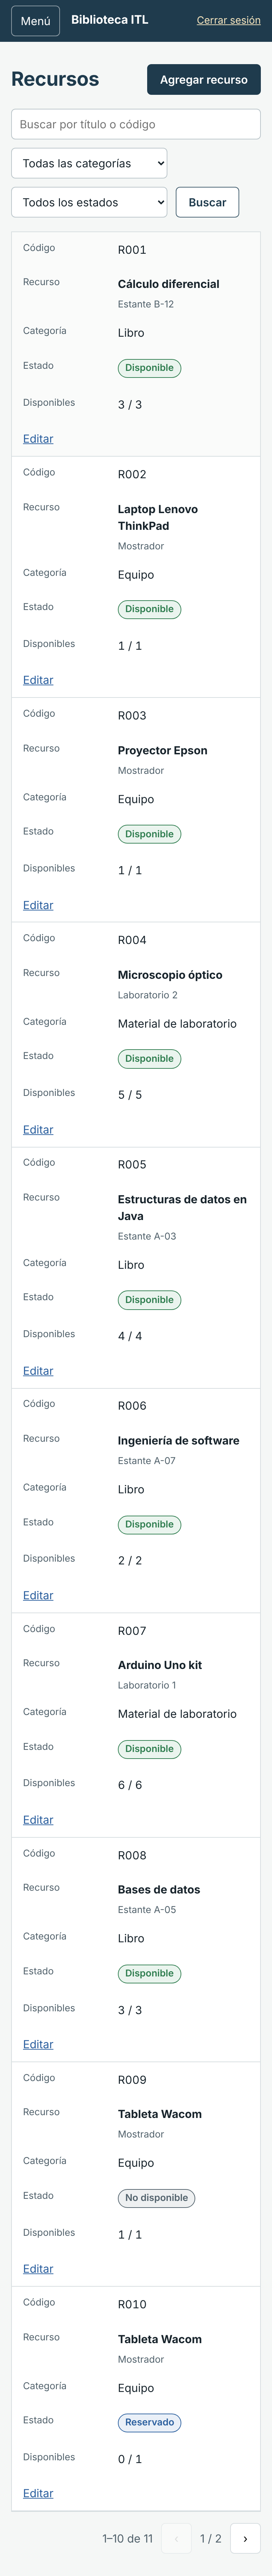 Menú
Biblioteca ITL
Cerrar sesión
Recursos
Agregar recurso
Buscar por título o código
Todas las categorías
Todos los estados
Buscar
Código R001
Recurso Cálculo diferencial
Estante B-12
Categoría Libro
Estado Disponible
Disponibles 3 / 3
Editar
Código R002
Recurso Laptop Lenovo
ThinkPad
Mostrador
Categoría Equipo
Estado Disponible
Disponibles 1 / 1
Editar
Código R003
Recurso Proyector Epson
Mostrador
Categoría Equipo
Estado Disponible
Disponibles 1 / 1
Editar
Código R004
Recurso Microscopio óptico
Laboratorio 2
Categoría Material de laboratorio
Estado Disponible
Disponibles 5 / 5
Editar
Código R005
Recurso Estructuras de datos en
Java
Estante A-03
Categoría Libro
Estado Disponible
Disponibles 4 / 4
Editar
Código R006
Recurso Ingeniería de software
Estante A-07
Categoría Libro
Estado Disponible
Disponibles 2 / 2
Editar
Código R007
Recurso Arduino Uno kit
Laboratorio 1
Categoría Material de laboratorio
Estado Disponible
Disponibles 6 / 6
Editar
Código R008
Recurso Bases de datos
Estante A-05
Categoría Libro
Estado Disponible
Disponibles 3 / 3
Editar
Código R009
Recurso Tableta Wacom
Mostrador
Categoría Equipo
Estado No disponible
Disponibles 1 / 1
Editar
Código R010
Recurso Tableta Wacom
Mostrador
Categoría Equipo
Estado Reservado
Disponibles 0 / 1
Editar
1–10 de 11 ‹ 1 / 2 ›